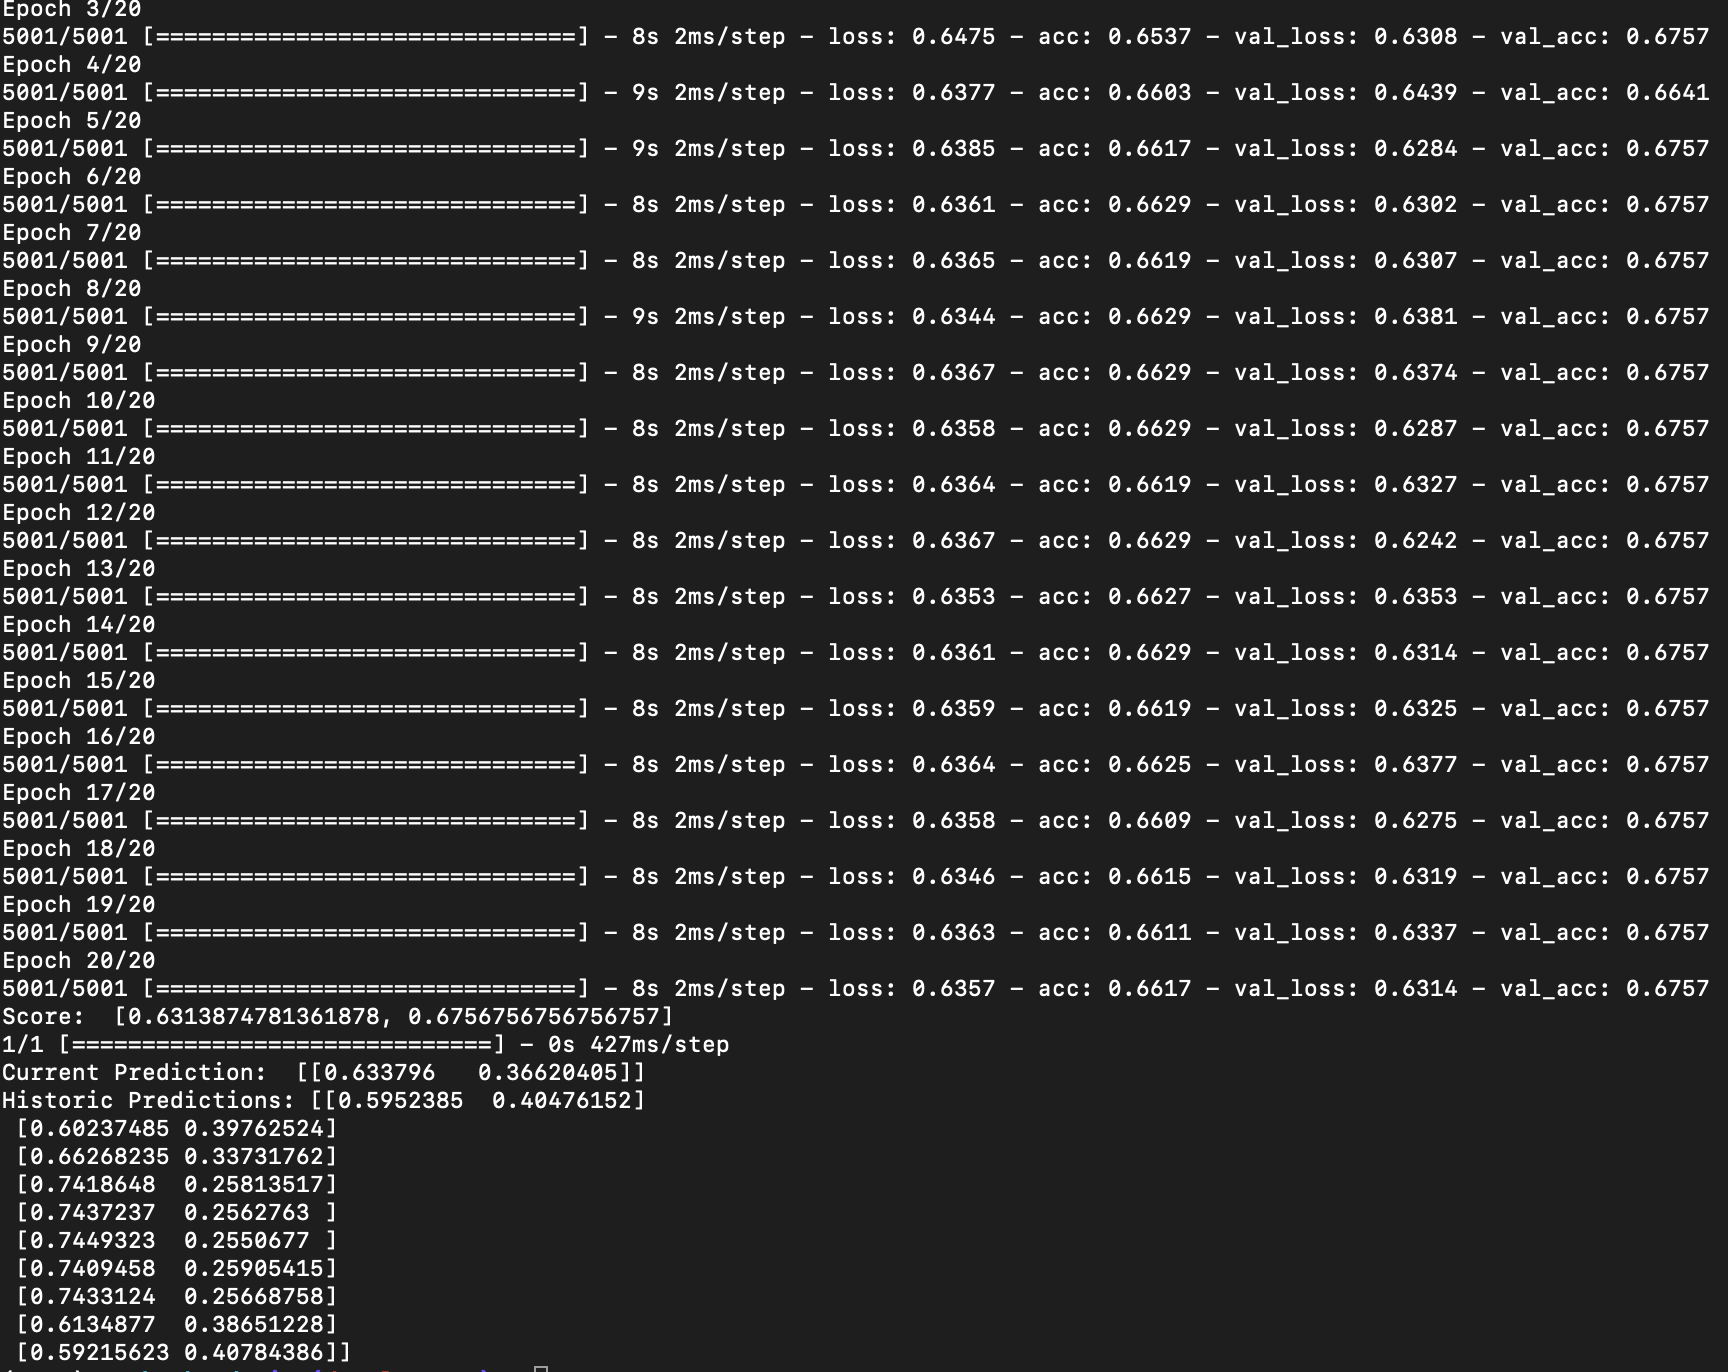 Epoch 3/20
5001/5001 [==============================] - 8s 2ms/step - loss: 0.6475 - acc: 0.6537 - val_loss: 0.6308 - val_acc: 0.6757
Epoch 4/20
5001/5001 [==============================] - 9s 2ms/step - loss: 0.6377 - acc: 0.6603 - val_loss: 0.6439 - val_acc: 0.6641
Epoch 5/20
5001/5001 [==============================] - 9s 2ms/step - loss: 0.6385 - acc: 0.6617 - val_loss: 0.6284 - val_acc: 0.6757
Epoch 6/20
5001/5001 [==============================] - 8s 2ms/step - loss: 0.6361 - acc: 0.6629 - val_loss: 0.6302 - val_acc: 0.6757
Epoch 7/20
5001/5001 [==============================] - 8s 2ms/step - loss: 0.6365 - acc: 0.6619 - val_loss: 0.6307 - val_acc: 0.6757
Epoch 8/20
5001/5001 [==============================] - 9s 2ms/step - loss: 0.6344 - acc: 0.6629 - val_loss: 0.6381 - val_acc: 0.6757
Epoch 9/20
5001/5001 [==============================] - 8s 2ms/step - loss: 0.6367 - acc: 0.6629 - val_loss: 0.6374 - val_acc: 0.6757
Epoch 10/20
5001/5001 [==============================] - 8s 2ms/step - loss: 0.6358 - acc: 0.6629 - val_loss: 0.6287 - val_acc: 0.6757
Epoch 11/20
5001/5001 [==============================] - 8s 2ms/step - loss: 0.6364 - acc: 0.6619 - val_loss: 0.6327 - val_acc: 0.6757
Epoch 12/20
5001/5001 [==============================] - 8s 2ms/step - loss: 0.6367 - acc: 0.6629 - val_loss: 0.6242 - val_acc: 0.6757
Epoch 13/20
5001/5001 [==============================] - 8s 2ms/step - loss: 0.6353 - acc: 0.6627 - val_loss: 0.6353 - val_acc: 0.6757
Epoch 14/20
5001/5001 [==============================] - 8s 2ms/step - loss: 0.6361 - acc: 0.6629 - val_loss: 0.6314 - val_acc: 0.6757
Epoch 15/20
5001/5001 [==============================] - 8s 2ms/step - loss: 0.6359 - acc: 0.6619 - val_loss: 0.6325 - val_acc: 0.6757
Epoch 16/20
5001/5001 [==============================] - 8s 2ms/step - loss: 0.6364 - acc: 0.6625 - val_loss: 0.6377 - val_acc: 0.6757
Epoch 17/20
5001/5001 [==============================] - 8s 2ms/step - loss: 0.6358 - acc: 0.6609 - val_loss: 0.6275 - val_acc: 0.6757
Epoch 18/20
5001/5001 [==============================] - 8s 2ms/step - loss: 0.6346 - acc: 0.6615 - val_loss: 0.6319 - val_acc: 0.6757
Epoch 19/20
5001/5001 [==============================] - 8s 2ms/step - loss: 0.6363 - acc: 0.6611 - val_loss: 0.6337 - val_acc: 0.6757
Epoch 20/20
5001/5001 [==============================] - 8s 2ms/step - loss: 0.6357 - acc: 0.6617 - val_loss: 0.6314 - val_acc: 0.6757
Score:  [0.6313874781361878, 0.6756756756756757]
1/1 [==============================] - 0s 427ms/step
Current Prediction:  [[0.633796   0.36620405]]
Historic Predictions: [[0.5952385  0.40476152]
 [0.60237485 0.39762524]
 [0.66268235 0.33731762]
 [0.7418648  0.25813517]
 [0.7437237  0.2562763 ]
 [0.7449323  0.2550677 ]
 [0.7409458  0.25905415]
 [0.7433124  0.25668758]
 [0.6134877  0.38651228]
 [0.59215623 0.40784386]]